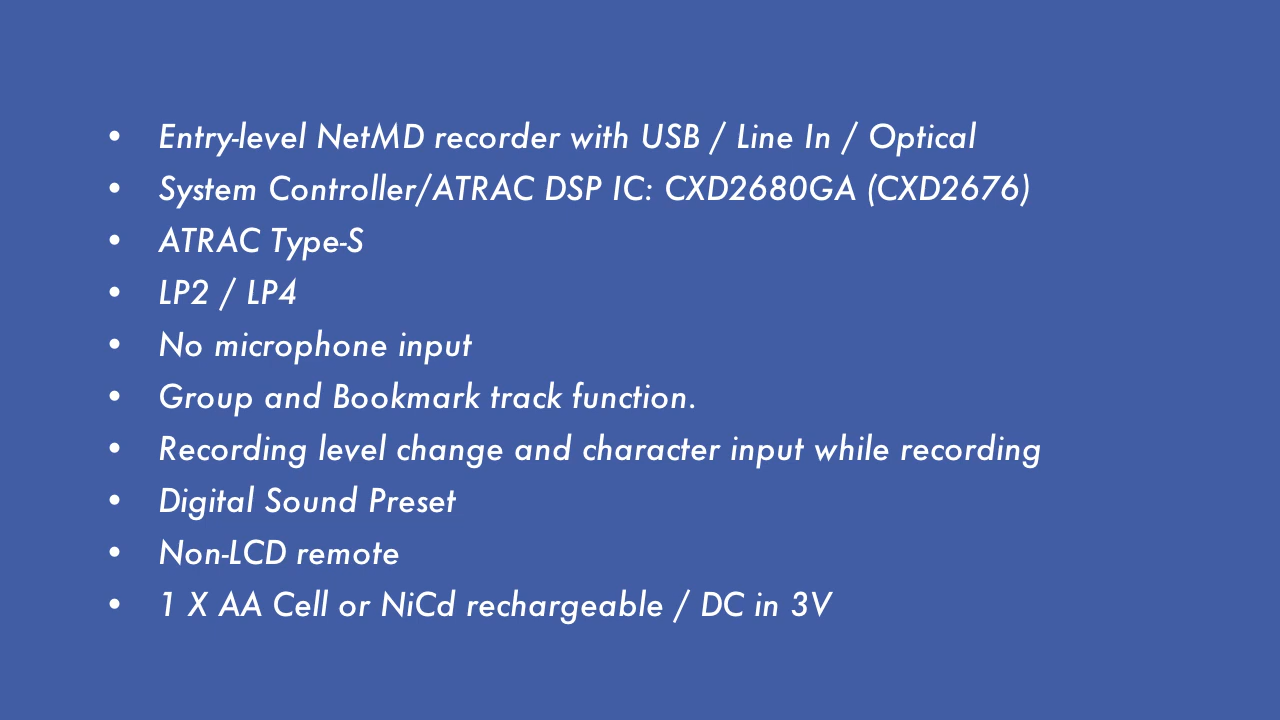 • Entry-level NetMD recorder with USB / Line In / Optical
• System Controller/ATRAC DSP IC: CXD2680GA (CXD2676)
• ATRAC Type-S
• LP2 / LP4
• No microphone input
• Group and Bookmark track function.
• Recording level change and character input while recording
• Digital Sound Preset
• Non-LCD remote
• 1 X AA Cell or NiCd rechargeable / DC in 3V